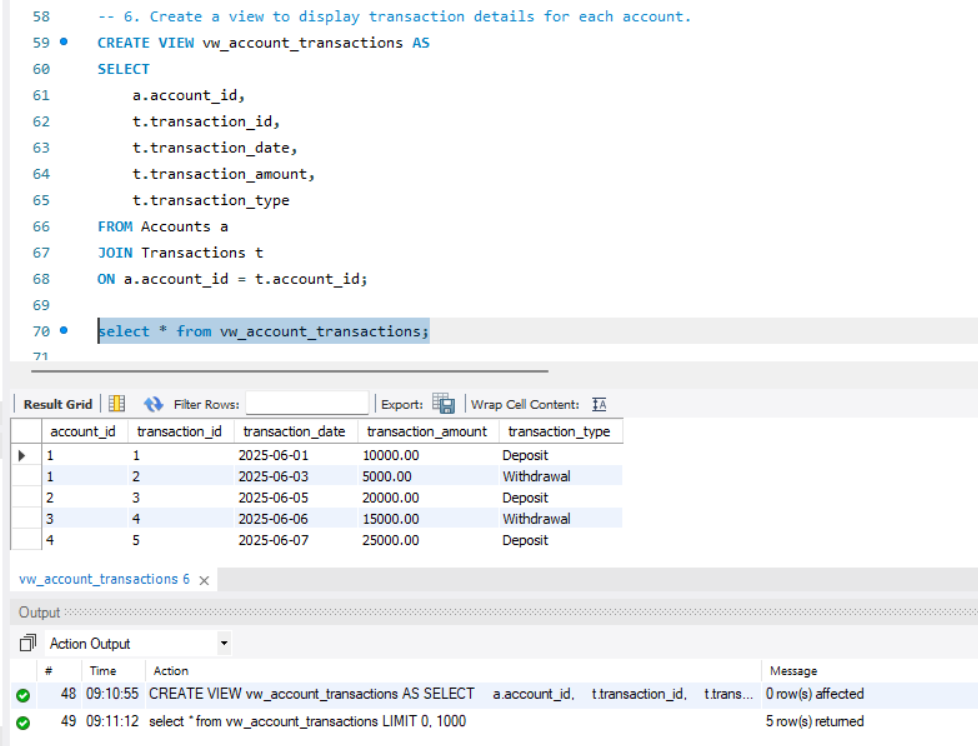 58 -- 6. Create a view to display transaction details for each account.
59 CREATE VIEW vw_account_transactions AS
60 SELECT
61 a.account_id,
62 t.transaction_id,
63 t.transaction_date,
64 t.transaction_amount,
65 t.transaction_type
66 FROM Accounts a
67 JOIN Transactions t
68 ON a.account_id = t.account_id;
69
70 select * from vw_account_transactions;
71
Result Grid Filter Rows: Export: Wrap Cell Content: IA
account_id transaction_id transaction_date transaction_amount transaction_type
1 1 2025-06-01 10000.00 Deposit
1 2 2025-06-03 5000.00 Withdrawal
2 3 2025-06-05 20000.00 Deposit
3 4 2025-06-06 15000.00 Withdrawal
4 5 2025-06-07 25000.00 Deposit
vw_account_transactions 6 ×
Output
Action Output
# Time Action Message
48 09:10:55 CREATE VIEW vw_account_transactions AS SELECT a.account_id, t.transaction_id, t.trans... 0 row(s) affected
49 09:11:12 select * from vw_account_transactions LIMIT 0, 1000 5 row(s) returned